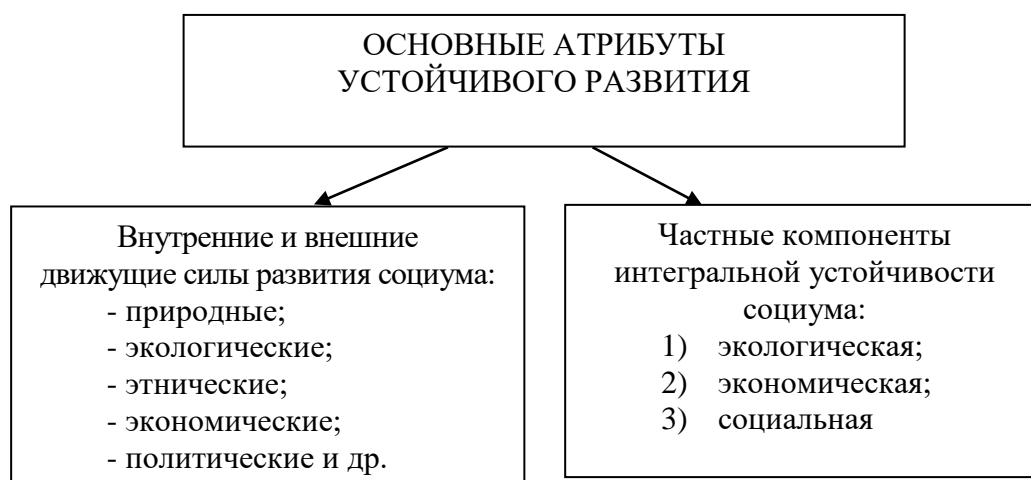 ОСНОВНЫЕ АТРИБУТЫ
УСТОЙЧИВОГО РАЗВИТИЯ
Внутренние и внешние
движущие силы развития социума:
- природные;
- экологические;
- этнические;
- экономические;
- политические и др.
Частные компоненты
интегральной устойчивости
социума:
1) экологическая;
2) экономическая;
3) социальная